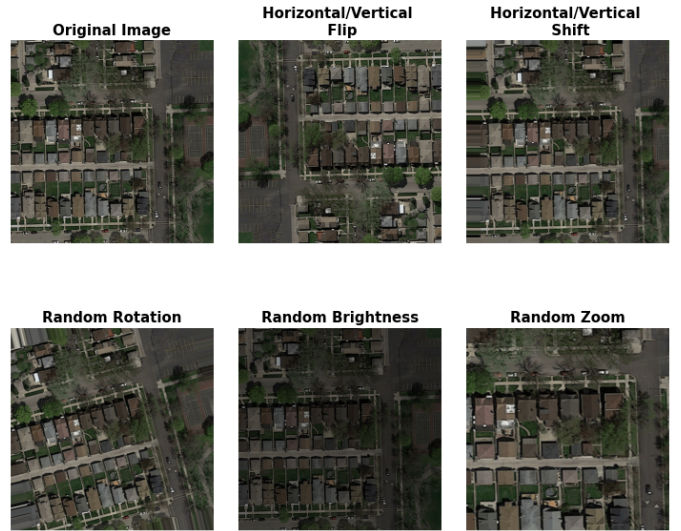 Original Image
Horizontal/Vertical
Flip
Horizontal/Vertical
Shift
Random Rotation
Random Brightness
Random Zoom